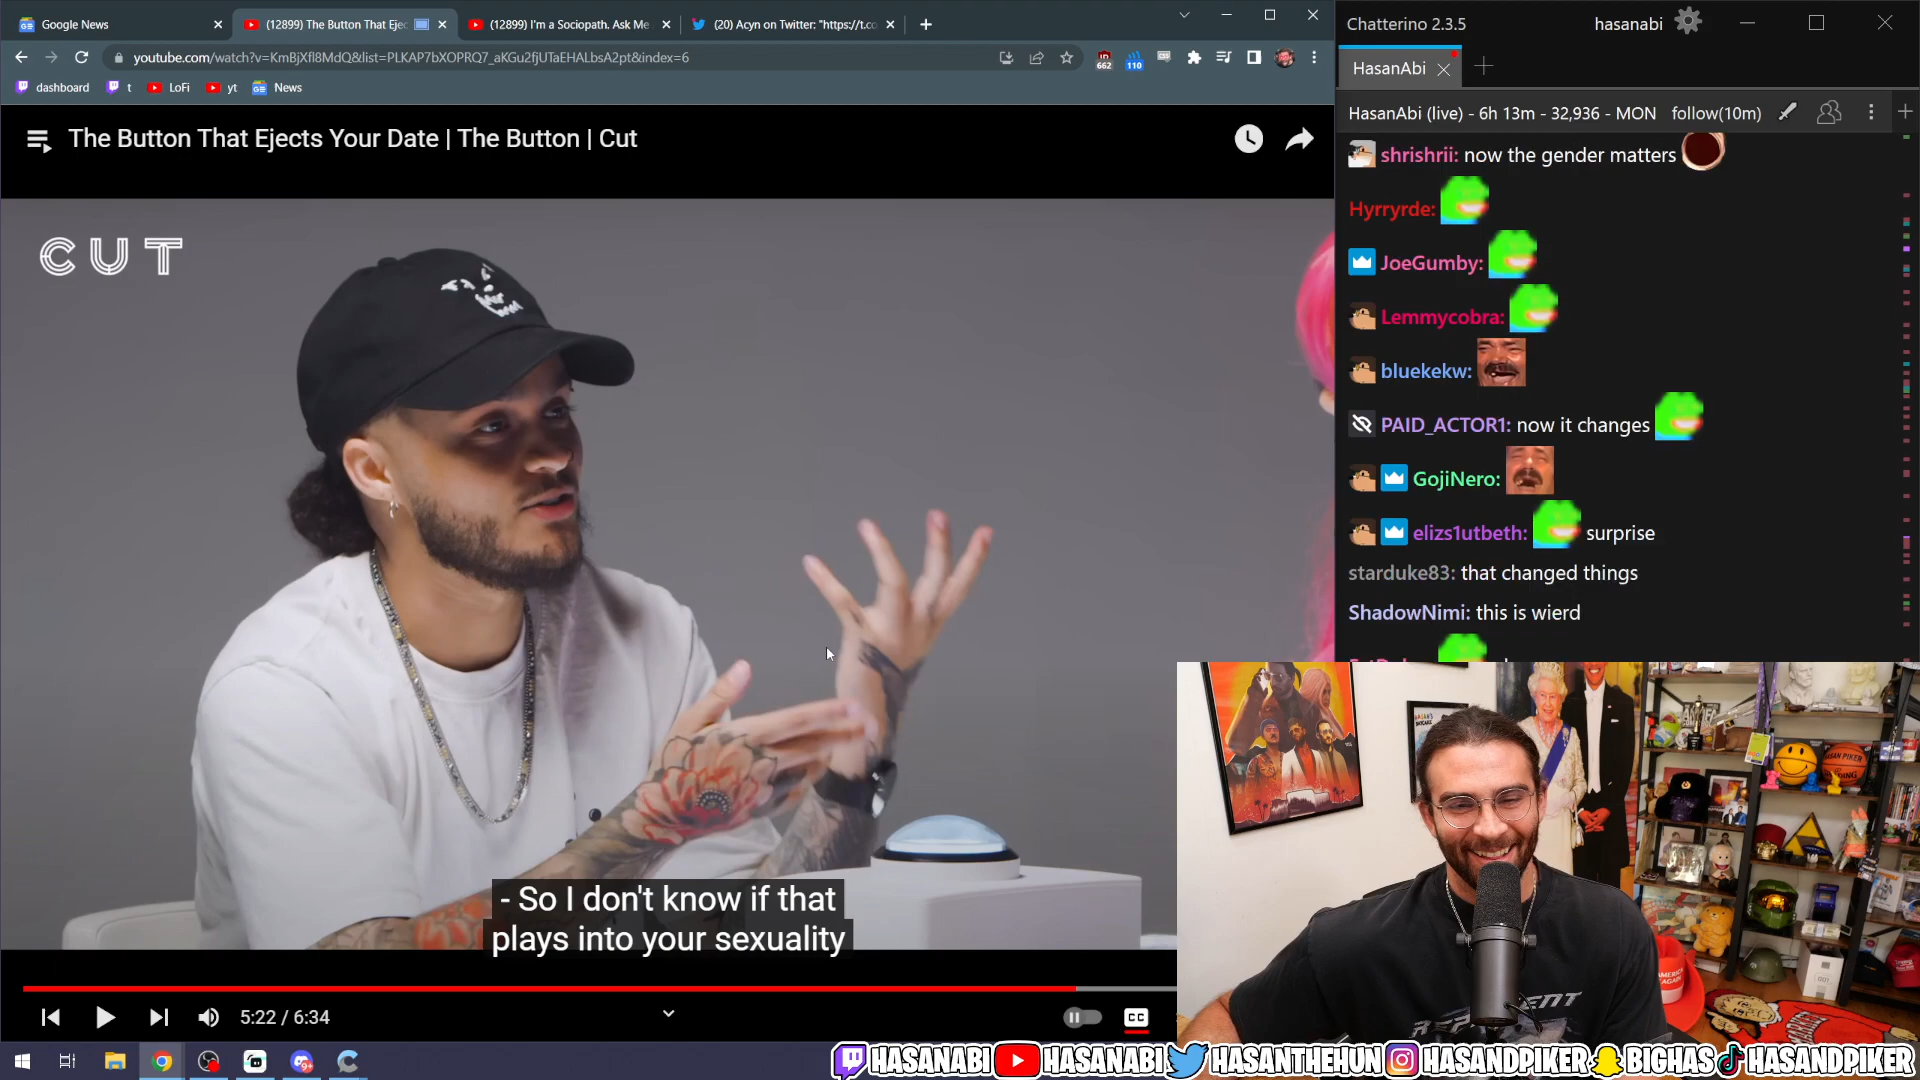 Google News
(12899) The Button That Ejec
(12899) I'm a Sociopath. Ask Me
(20) Acyn on Twitter: "https://t.co
youtube.com/watch?v=KmBjXfl8MdQ&list=PLKAP7bXOPRQ7_aKGu2fjUTaEHALbsA2pt&index=6
662
110
dashboard
t
LoFi
yt
News
The Button That Ejects Your Date | The Button | Cut
CUT
- So I don't know if that
plays into your sexuality
5:22 / 6:34
CC
Chatterino 2.3.5
hasanabi
HasanAbi
HasanAbi (live) - 6h 13m - 32,936 - MON
follow(10m)
shrishrii: now the gender matters
Hyrryrde:
JoeGumby:
Lemmycobra:
bluekekw:
PAID_ACTOR1: now it changes
GojiNero:
elizs1utbeth: surprise
starduke83: that changed things
ShadowNimi: this is wierd
HASANABI
HASANABI
HASANTHEHUN
HASANDPIKER
BIGHAS
HASANDPIKER